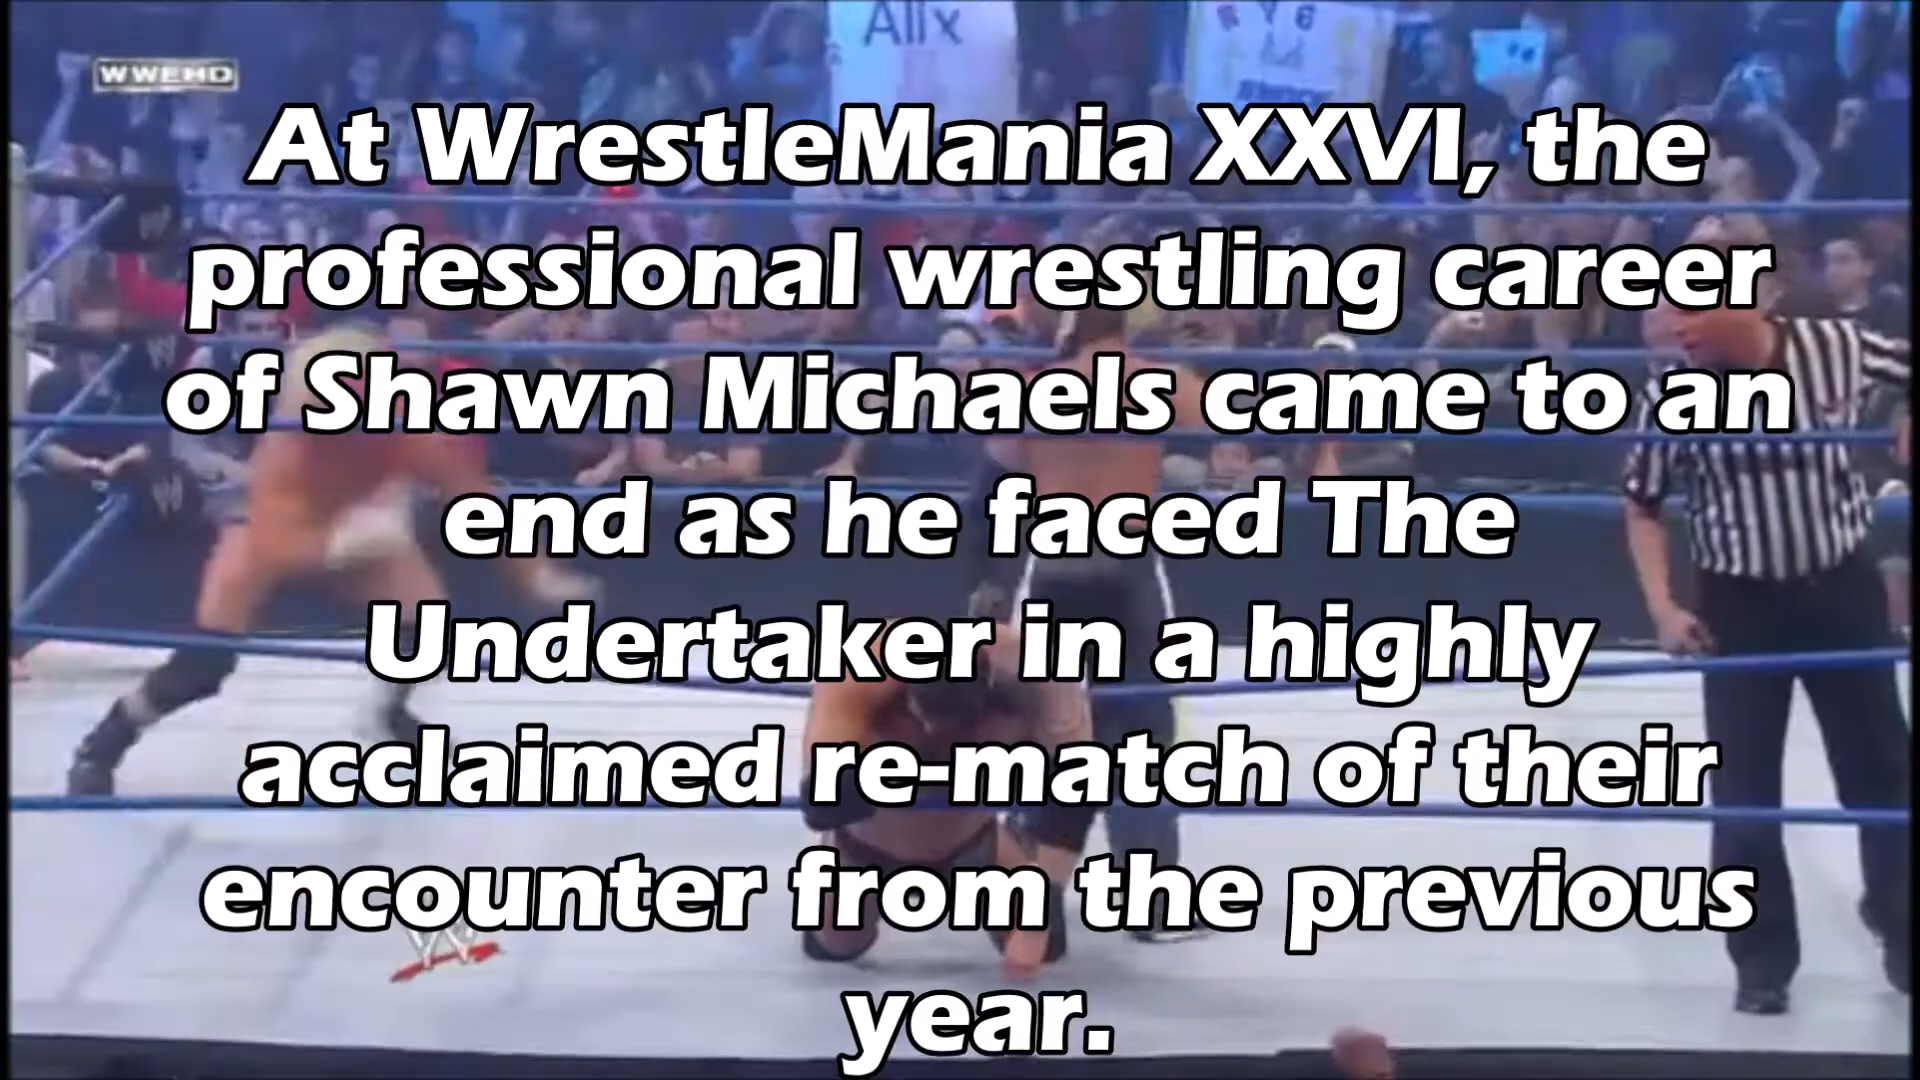 Alix
WWEHD
At WrestleMania XXVI, the
professional wrestling career
of Shawn Michaels came to an
end as he faced The
Undertaker in a highly
acclaimed re-match of their
encounter from the previous
year.